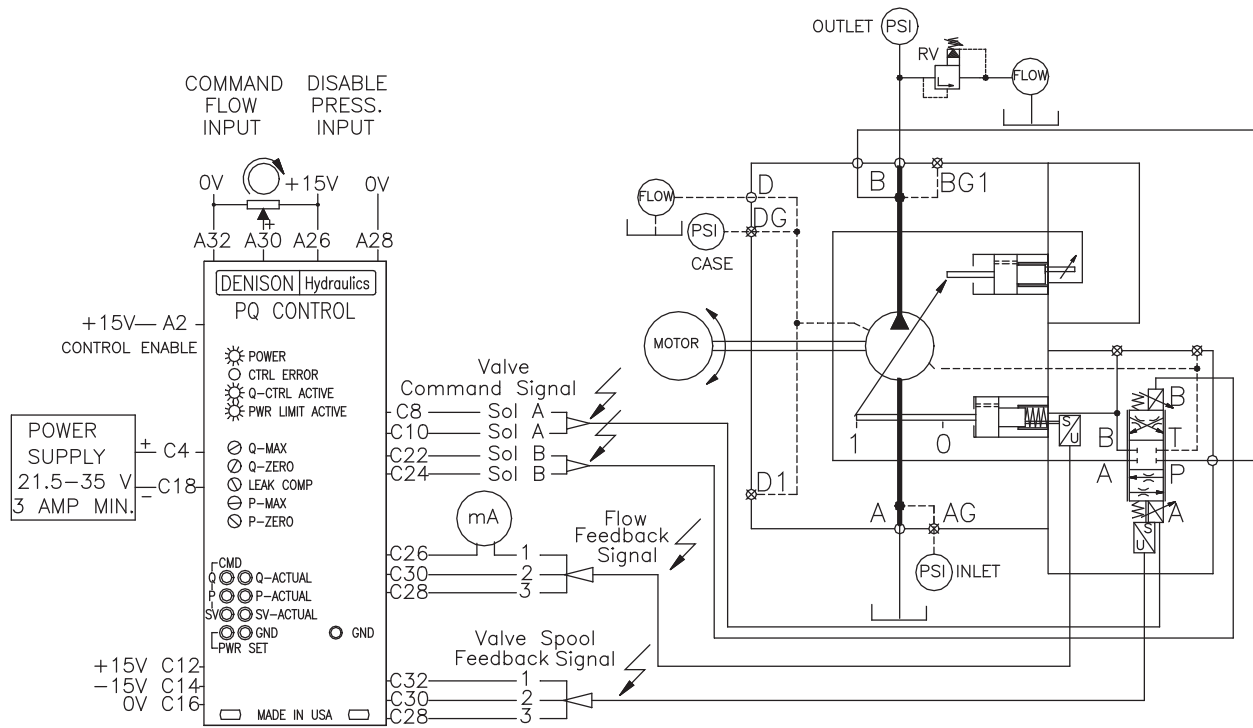 COMMAND
FLOW
INPUT
DISABLE
PRESS.
INPUT
0V
+15V
0V
+
A32
A30
A26
A28
DENISON Hydraulics
PQ CONTROL
+15V
A2
CONTROL ENABLE
POWER
CTRL ERROR
Q-CTRL ACTIVE
PWR LIMIT ACTIVE
POWER
SUPPLY
21.5-35 V
3 AMP MIN.
+
C4
C18
−
Q-MAX
Q-ZERO
LEAK COMP
P-MAX
P-ZERO
CMD
Q
Q-ACTUAL
P
P-ACTUAL
SV
SV-ACTUAL
GND
GND
PWR SET
+15V C12
-15V C14
0V C16
MADE IN USA
Valve
Command Signal
C8 Sol A
C10 Sol A
C22 Sol B
C24 Sol B
mA
Flow
Feedback
Signal
C26 1
C30 2
C28 3
Valve Spool
Feedback Signal
C32 1
C30 2
C28 3
OUTLET
PSI
RV
FLOW
FLOW
D
DG
PSI
CASE
B
BG1
MOTOR
1
0
S
U
D1
A
AG
PSI
INLET
B
B
T
A
P
A
S
U